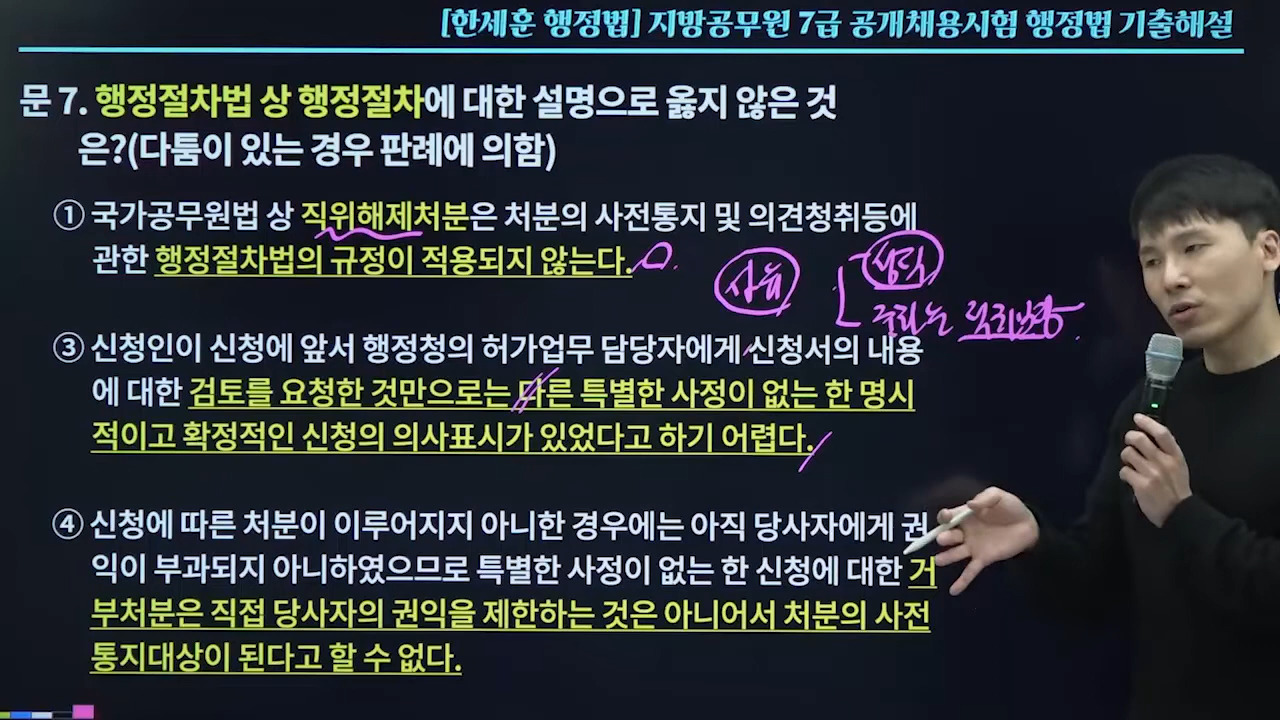 [한세훈 행정법] 지방공무원 7급 공개채용시험 행정법 기출해설
문 7. 행정절차법 상 행정절차에 대한 설명으로 옳지 않은 것
은?(다툼이 있는 경우 판례에 의함)
① 국가공무원법 상 직위해제처분은 처분의 사전통지 및 의견청취등에
관한 행정절차법의 규정이 적용되지 않는다.
③ 신청인이 신청에 앞서 행정청의 허가업무 담당자에게 신청서의 내용
에 대한 검토를 요청한 것만으로는 다른 특별한 사정이 없는 한 명시
적이고 확정적인 신청의 의사표시가 있었다고 하기 어렵다.
④ 신청에 따른 처분이 이루어지지 아니한 경우에는 아직 당사자에게 권
익이 부과되지 아니하였으므로 특별한 사정이 없는 한 신청에 대한 거
부처분은 직접 당사자의 권익을 제한하는 것은 아니어서 처분의 사전
통지대상이 된다고 할 수 없다.